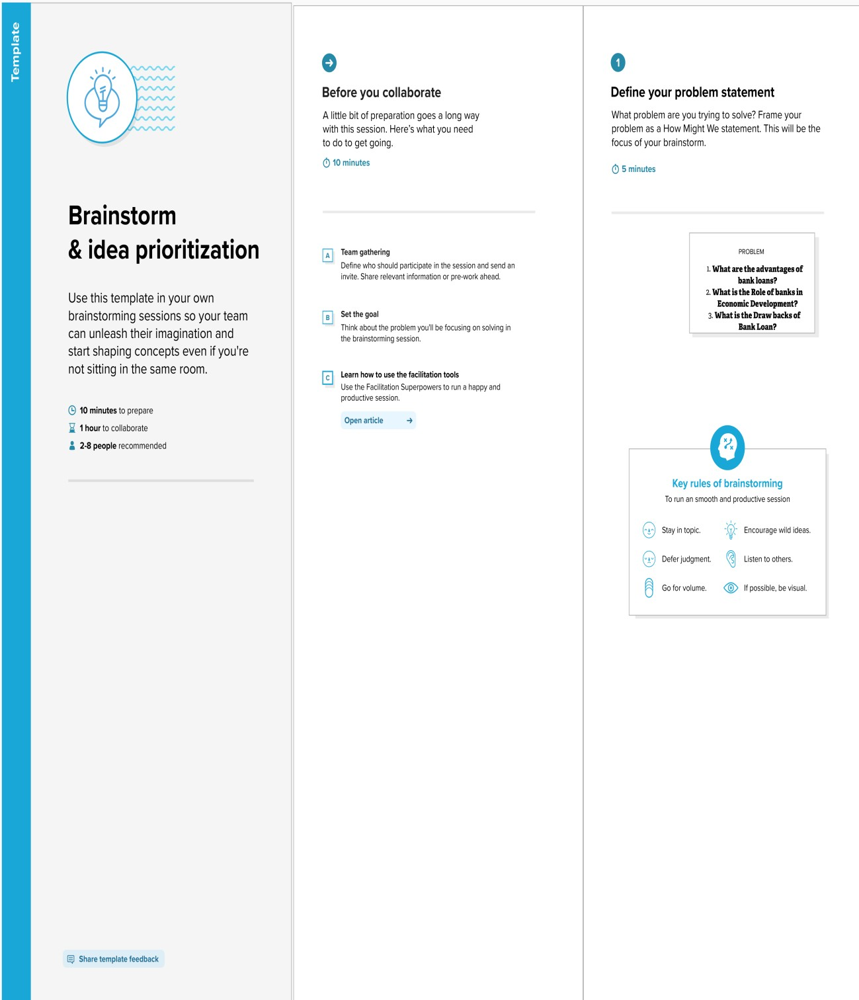 Template
Brainstorm
& idea prioritization
Use this template in your own
brainstorming sessions so your team
can unleash their imagination and
start shaping concepts even if you're
not sitting in the same room.
10 minutes to prepare
1 hour to collaborate
2-8 people recommended
Share template feedback
Before you collaborate
A little bit of preparation goes a long way
with this session. Here's what you need
to do to get going.
10 minutes
A
Team gathering
Define who should participate in the session and send an
invite. Share relevant information or pre-work ahead.
B
Set the goal
Think about the problem you'll be focusing on solving in
the brainstorming session.
C
Learn how to use the facilitation tools
Use the Facilitation Superpowers to run a happy and
productive session.
Open article
1
Define your problem statement
What problem are you trying to solve? Frame your
problem as a How Might We statement. This will be the
focus of your brainstorm.
5 minutes
PROBLEM
1. What are the advantages of
bank loans?
2. What is the Role of banks in
Economic Development?
3. What is the Draw backs of
Bank Loan?
Key rules of brainstorming
To run an smooth and productive session
Stay in topic.
Encourage wild ideas.
Defer judgment.
Listen to others.
Go for volume.
If possible, be visual.